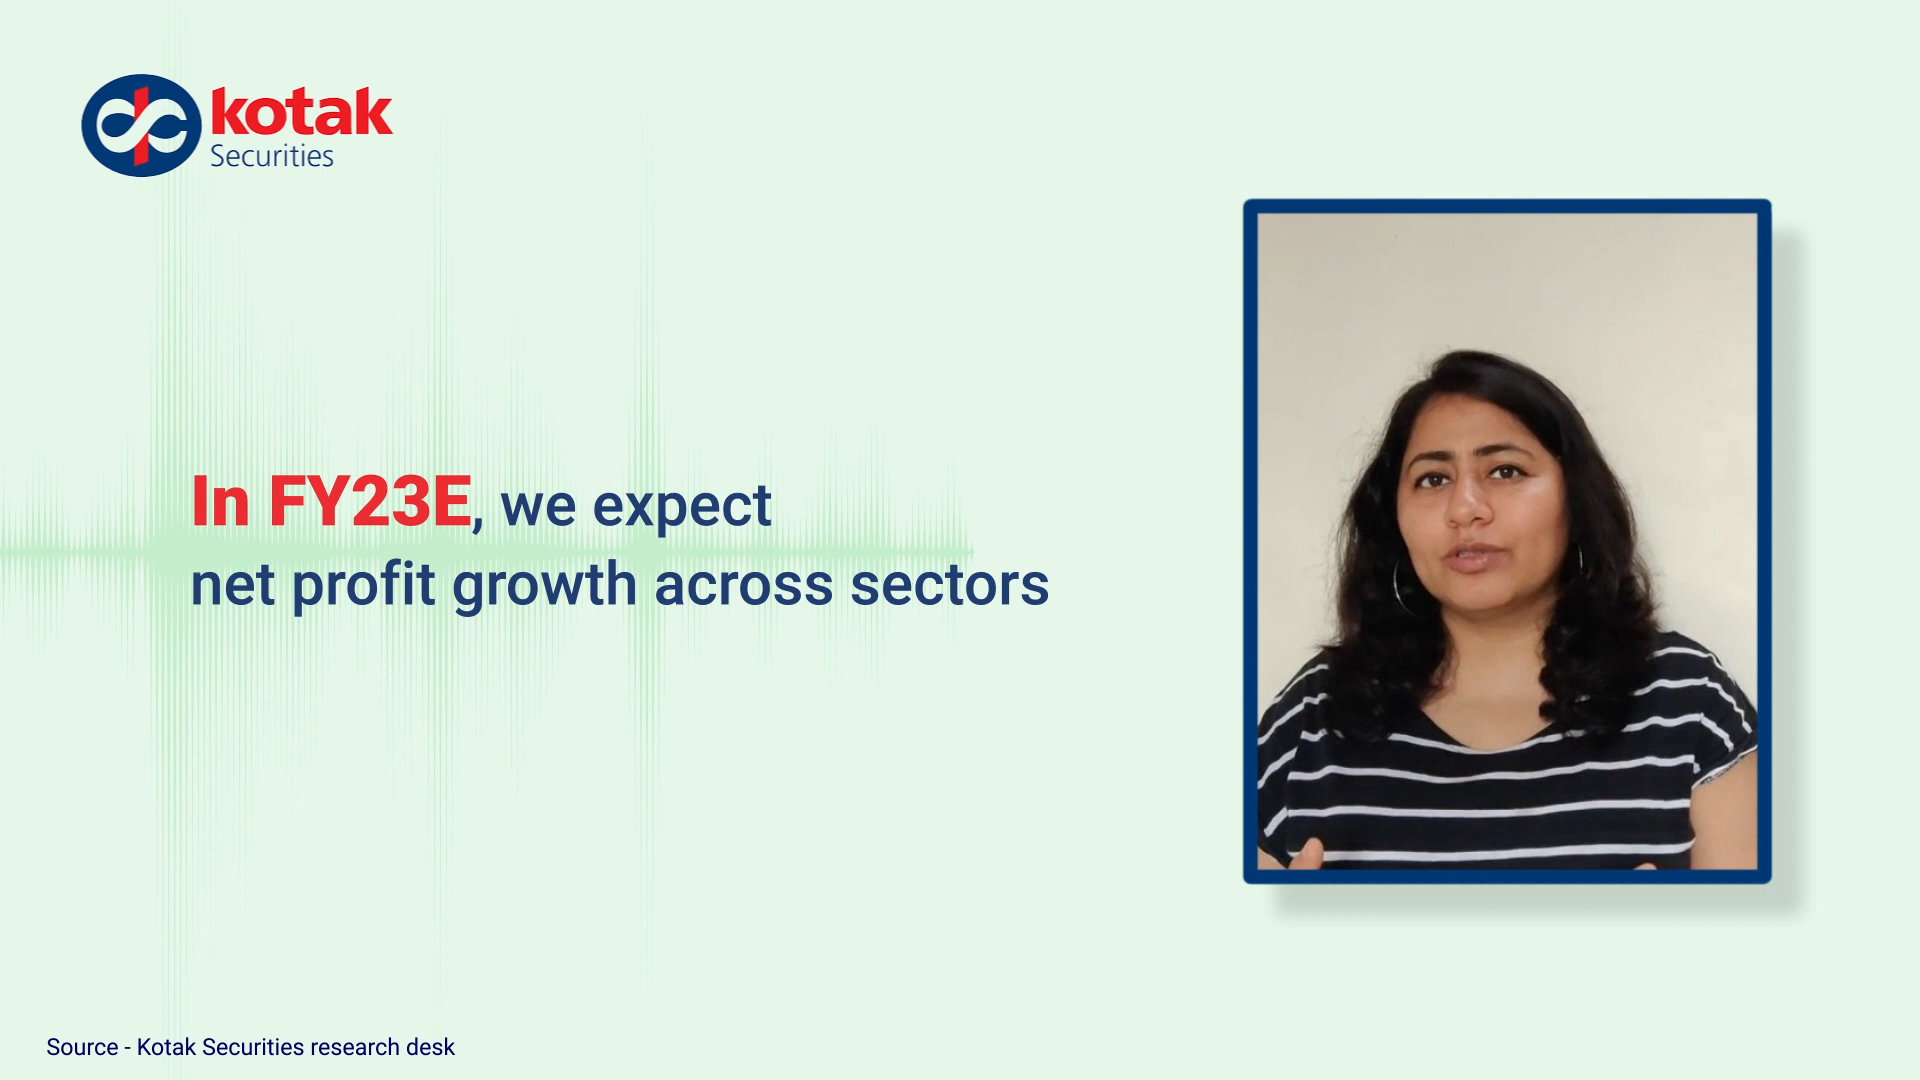 kotak
Securities
In FY23E, we expect
net profit growth across sectors
Source - Kotak Securities research desk